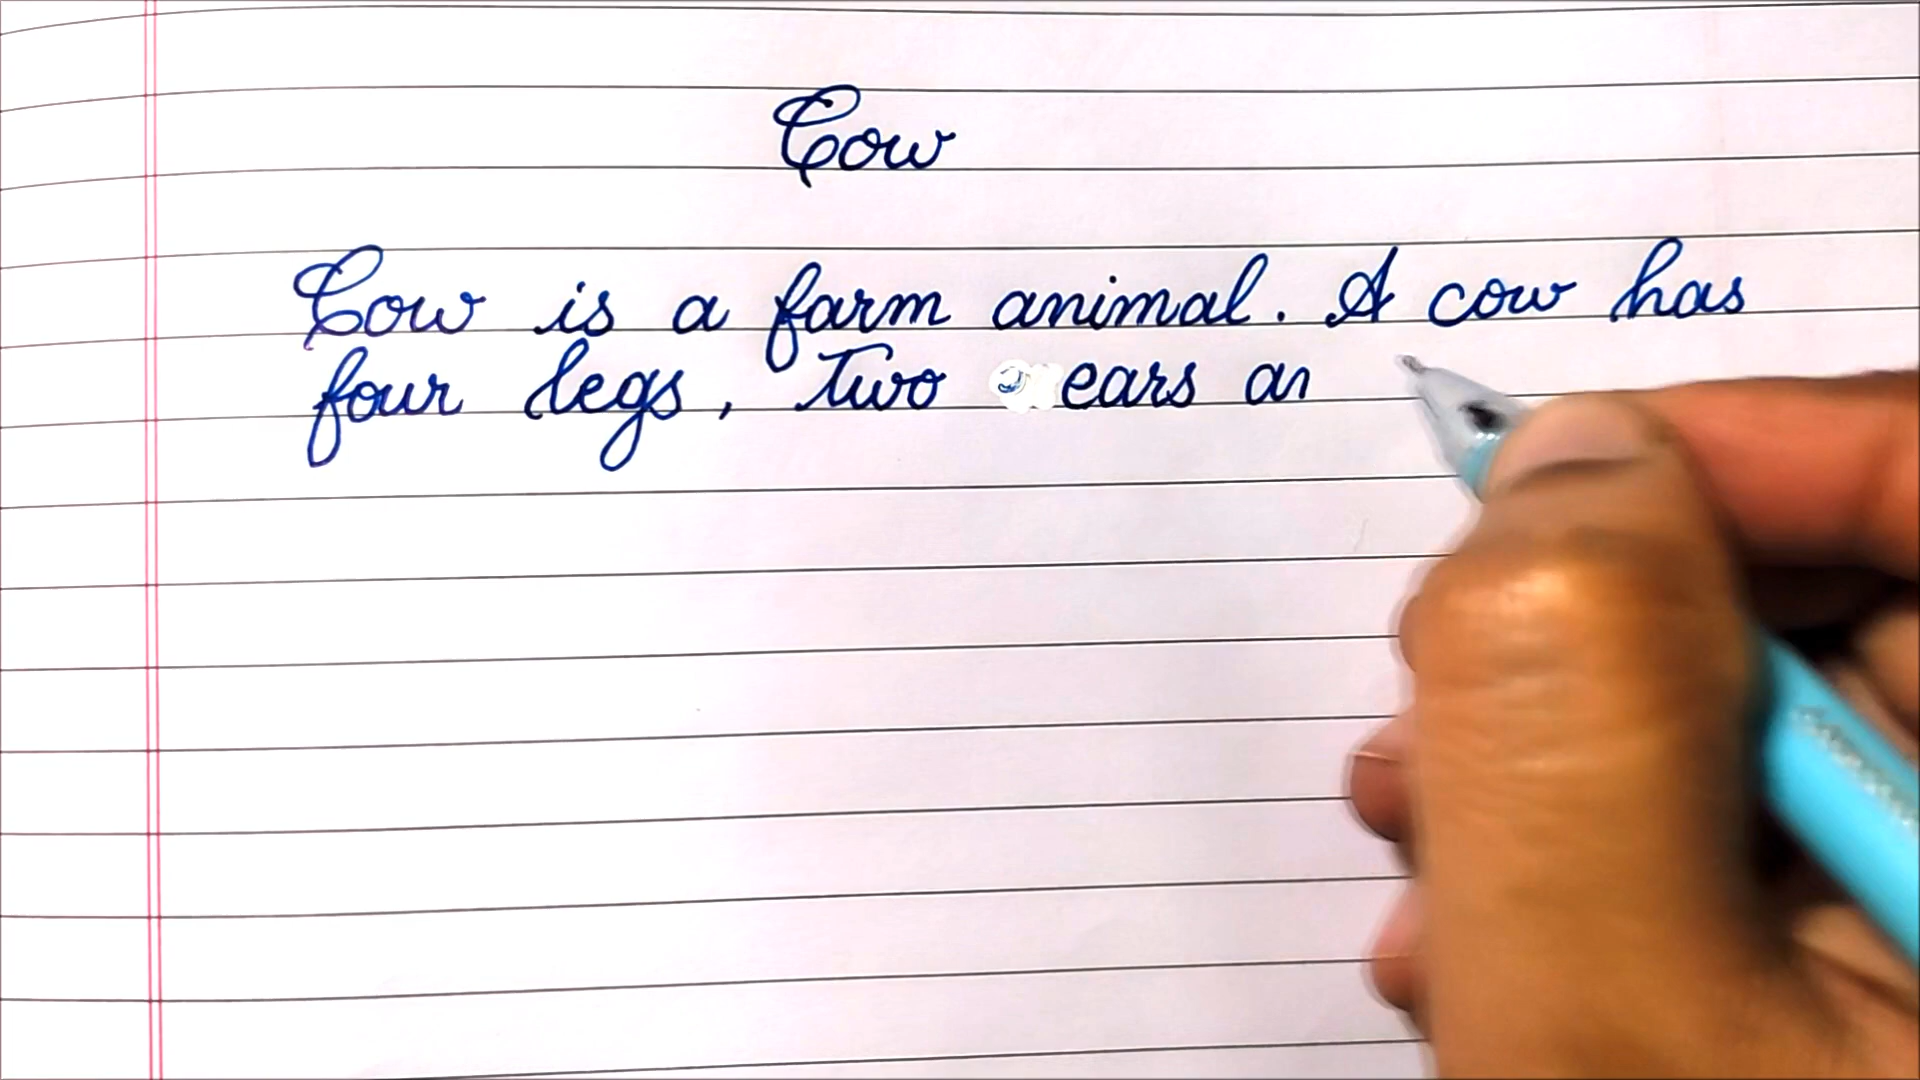 Cow
Cow is a farm animal. A cow has
four legs, two ears an